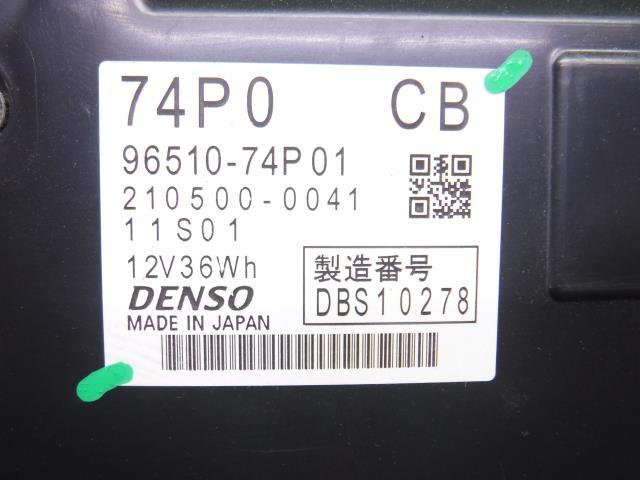 74P0 CB
96510-74P01
210500-0041
11S01
12V36Wh
DENSO
MADE IN JAPAN
製造番号
DBS10278